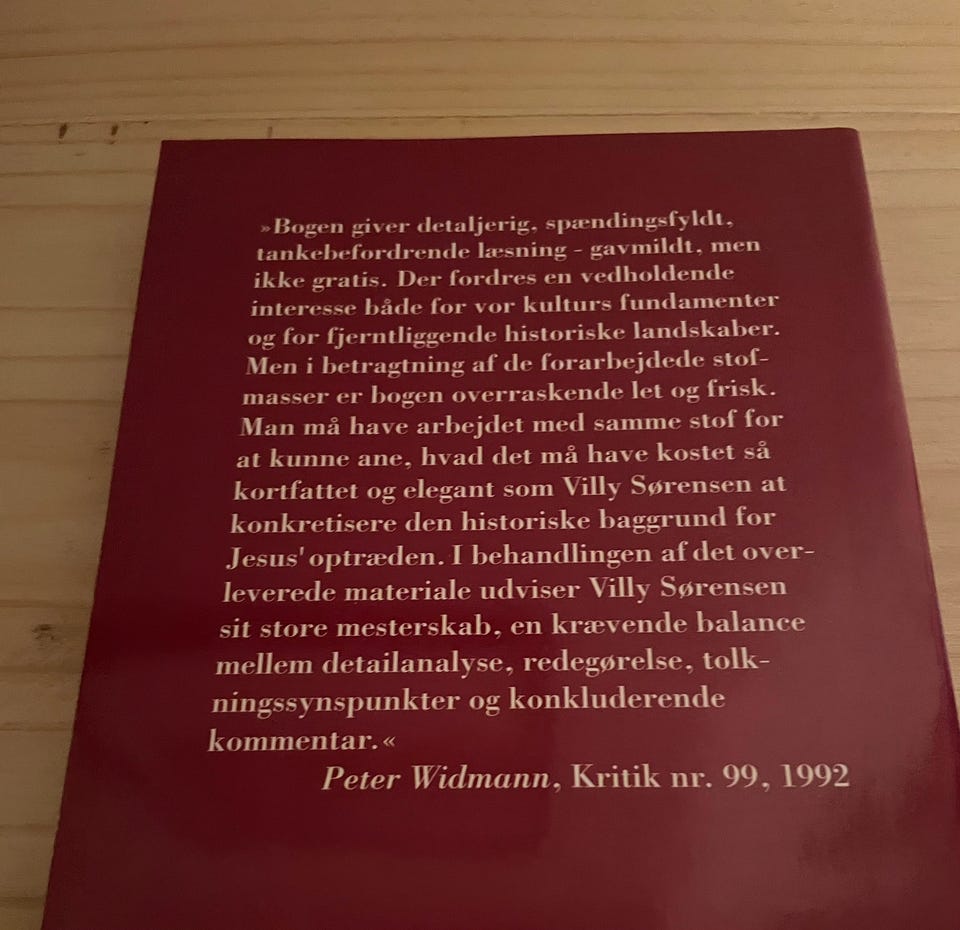 »Bogen giver detaljerig, spændingsfyldt,
tankebefordrende læsning - gavmildt, men
ikke gratis. Der fordres en vedholdende
interesse både for vor kulturs fundamenter
og for fjerntliggende historiske landskaber.
Men i betragtning af de forarbejdede stof-
masser er bogen overraskende let og frisk.
Man må have arbejdet med samme stof for
at kunne ane, hvad det må have kostet så
kortfattet og elegant som Villy Sørensen at
konkretisere den historiske baggrund for
Jesus' optræden. I behandlingen af det over-
leverede materiale udviser Villy Sørensen
sit store mesterskab, en krævende balance
mellem detailanalyse, redegørelse, tolk-
ningssynspunkter og konkluderende
kommentar.«
Peter Widmann, Kritik nr. 99, 1992